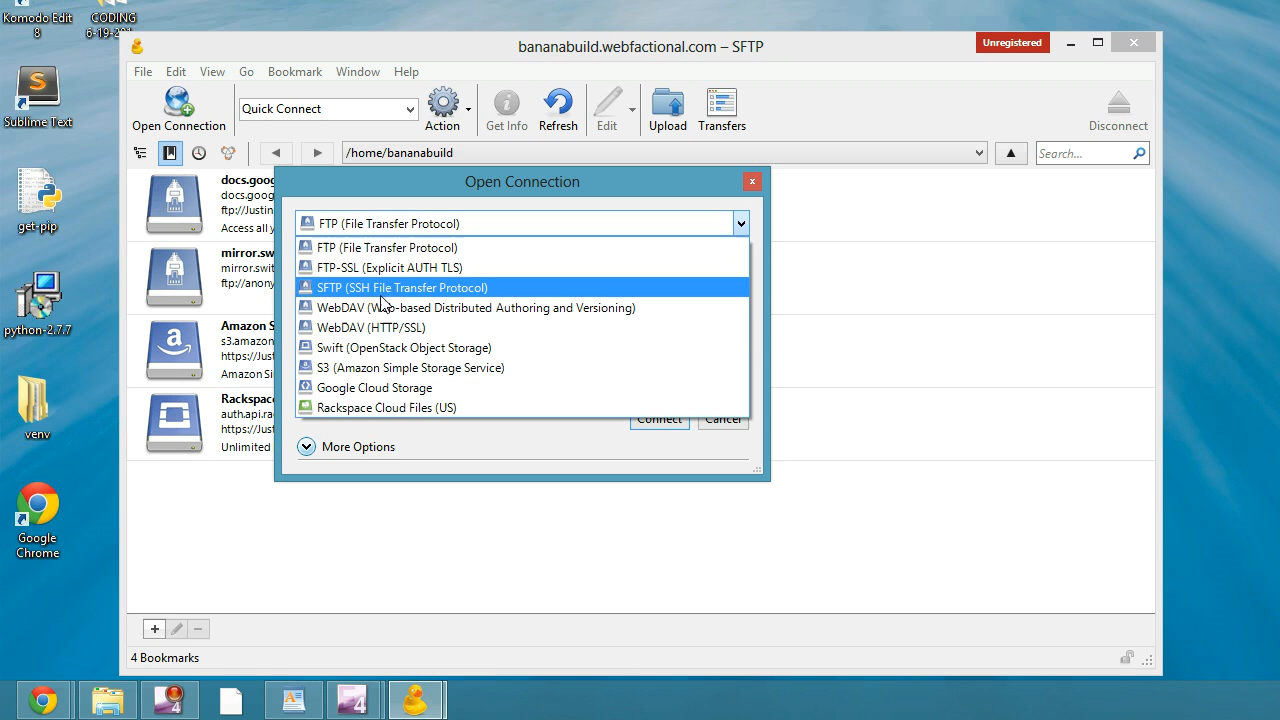 Komodo Edit
8
CODING
Sublime Text
get-pip
python-2.7.7
venv
Google
Chrome
bananabuild.webfactional.com – SFTP
Unregistered
File Edit View Go Bookmark Window Help
Open Connection
Quick Connect
Action
Get Info
Refresh
Edit
Upload
Transfers
Disconnect
/home/bananabuild
Search...
docs.goog
docs.goog
ftp://Justin
Access all y
mirror.sw
mirror.swit
ftp://anony
Amazon S
s3.amazon
https://Just
Amazon Si
Rackspac
auth.api.ra
https://Just
Unlimited
Open Connection
FTP (File Transfer Protocol)
FTP (File Transfer Protocol)
FTP-SSL (Explicit AUTH TLS)
SFTP (SSH File Transfer Protocol)
WebDAV (Web-based Distributed Authoring and Versioning)
WebDAV (HTTP/SSL)
Swift (OpenStack Object Storage)
S3 (Amazon Simple Storage Service)
Google Cloud Storage
Rackspace Cloud Files (US)
Connect
Cancel
More Options
4 Bookmarks
4
4